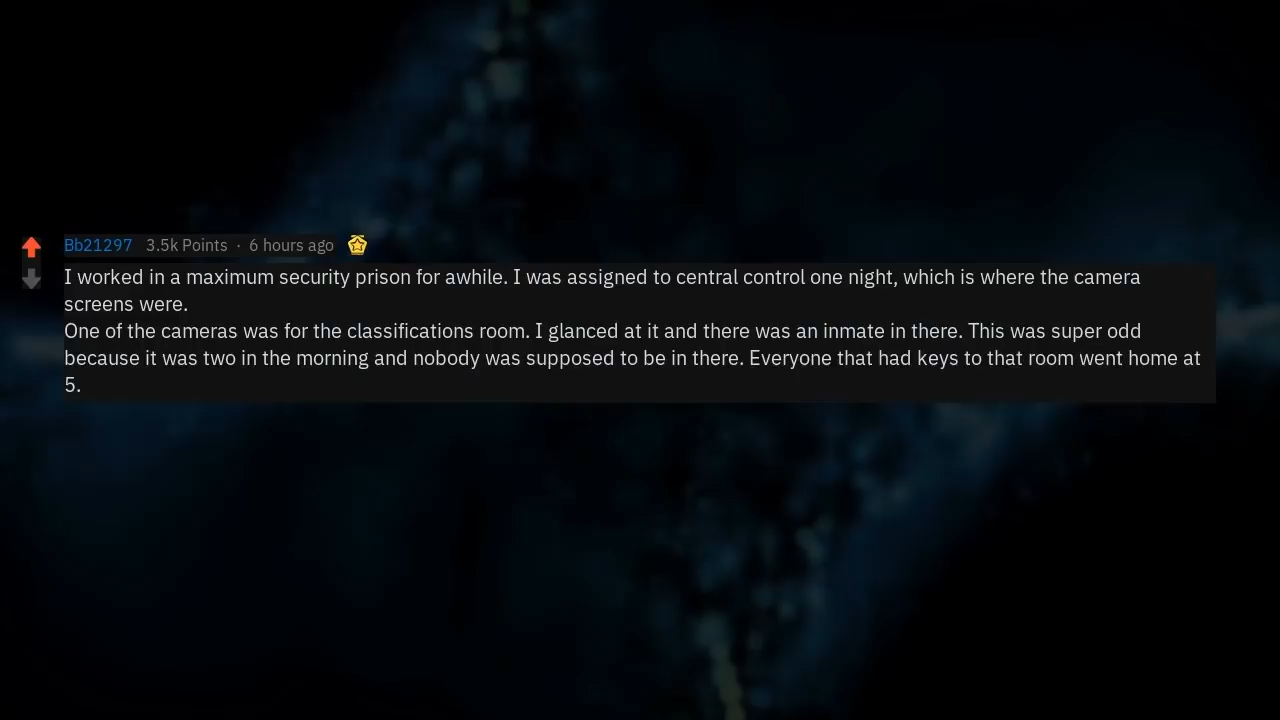 Bb21297 3.5k Points · 6 hours ago
I worked in a maximum security prison for awhile. I was assigned to central control one night, which is where the camera
screens were.
One of the cameras was for the classifications room. I glanced at it and there was an inmate in there. This was super odd
because it was two in the morning and nobody was supposed to be in there. Everyone that had keys to that room went home at
5.